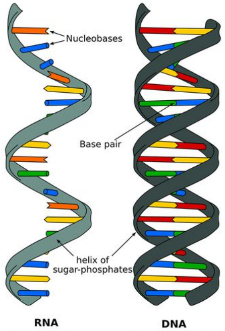 Nucleobases
Base pair
helix of
sugar-phosphates
RNA
DNA